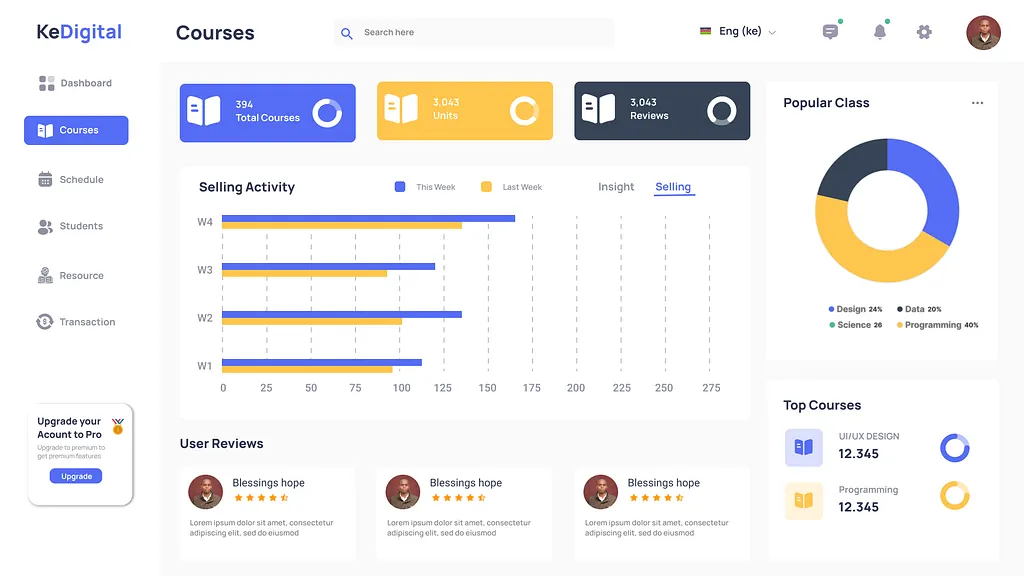 KeDigital
Courses
Search here
Eng (ke)
Dashboard
Courses
Schedule
Students
Resource
Transaction
Upgrade your
Acount to Pro
Upgrade to premium to
get premium features
Upgrade
394
Total Courses
3,043
Units
3,043
Reviews
Selling Activity
This Week
Last Week
Insight
Selling
W4
W3
W2
W1
0 25 50 75 100 125 150 175 200 225 250 275
User Reviews
Blessings hope
Lorem ipsum dolor sit amet, consectetur
adipiscing elit, sed do eiusmod
Blessings hope
Lorem ipsum dolor sit amet, consectetur
adipiscing elit, sed do eiusmod
Blessings hope
Lorem ipsum dolor sit amet, consectetur
adipiscing elit, sed do eiusmod
Popular Class
Design 24% Data 20%
Science 26 Programming 40%
Top Courses
UI/UX DESIGN
12.345
Programming
12.345